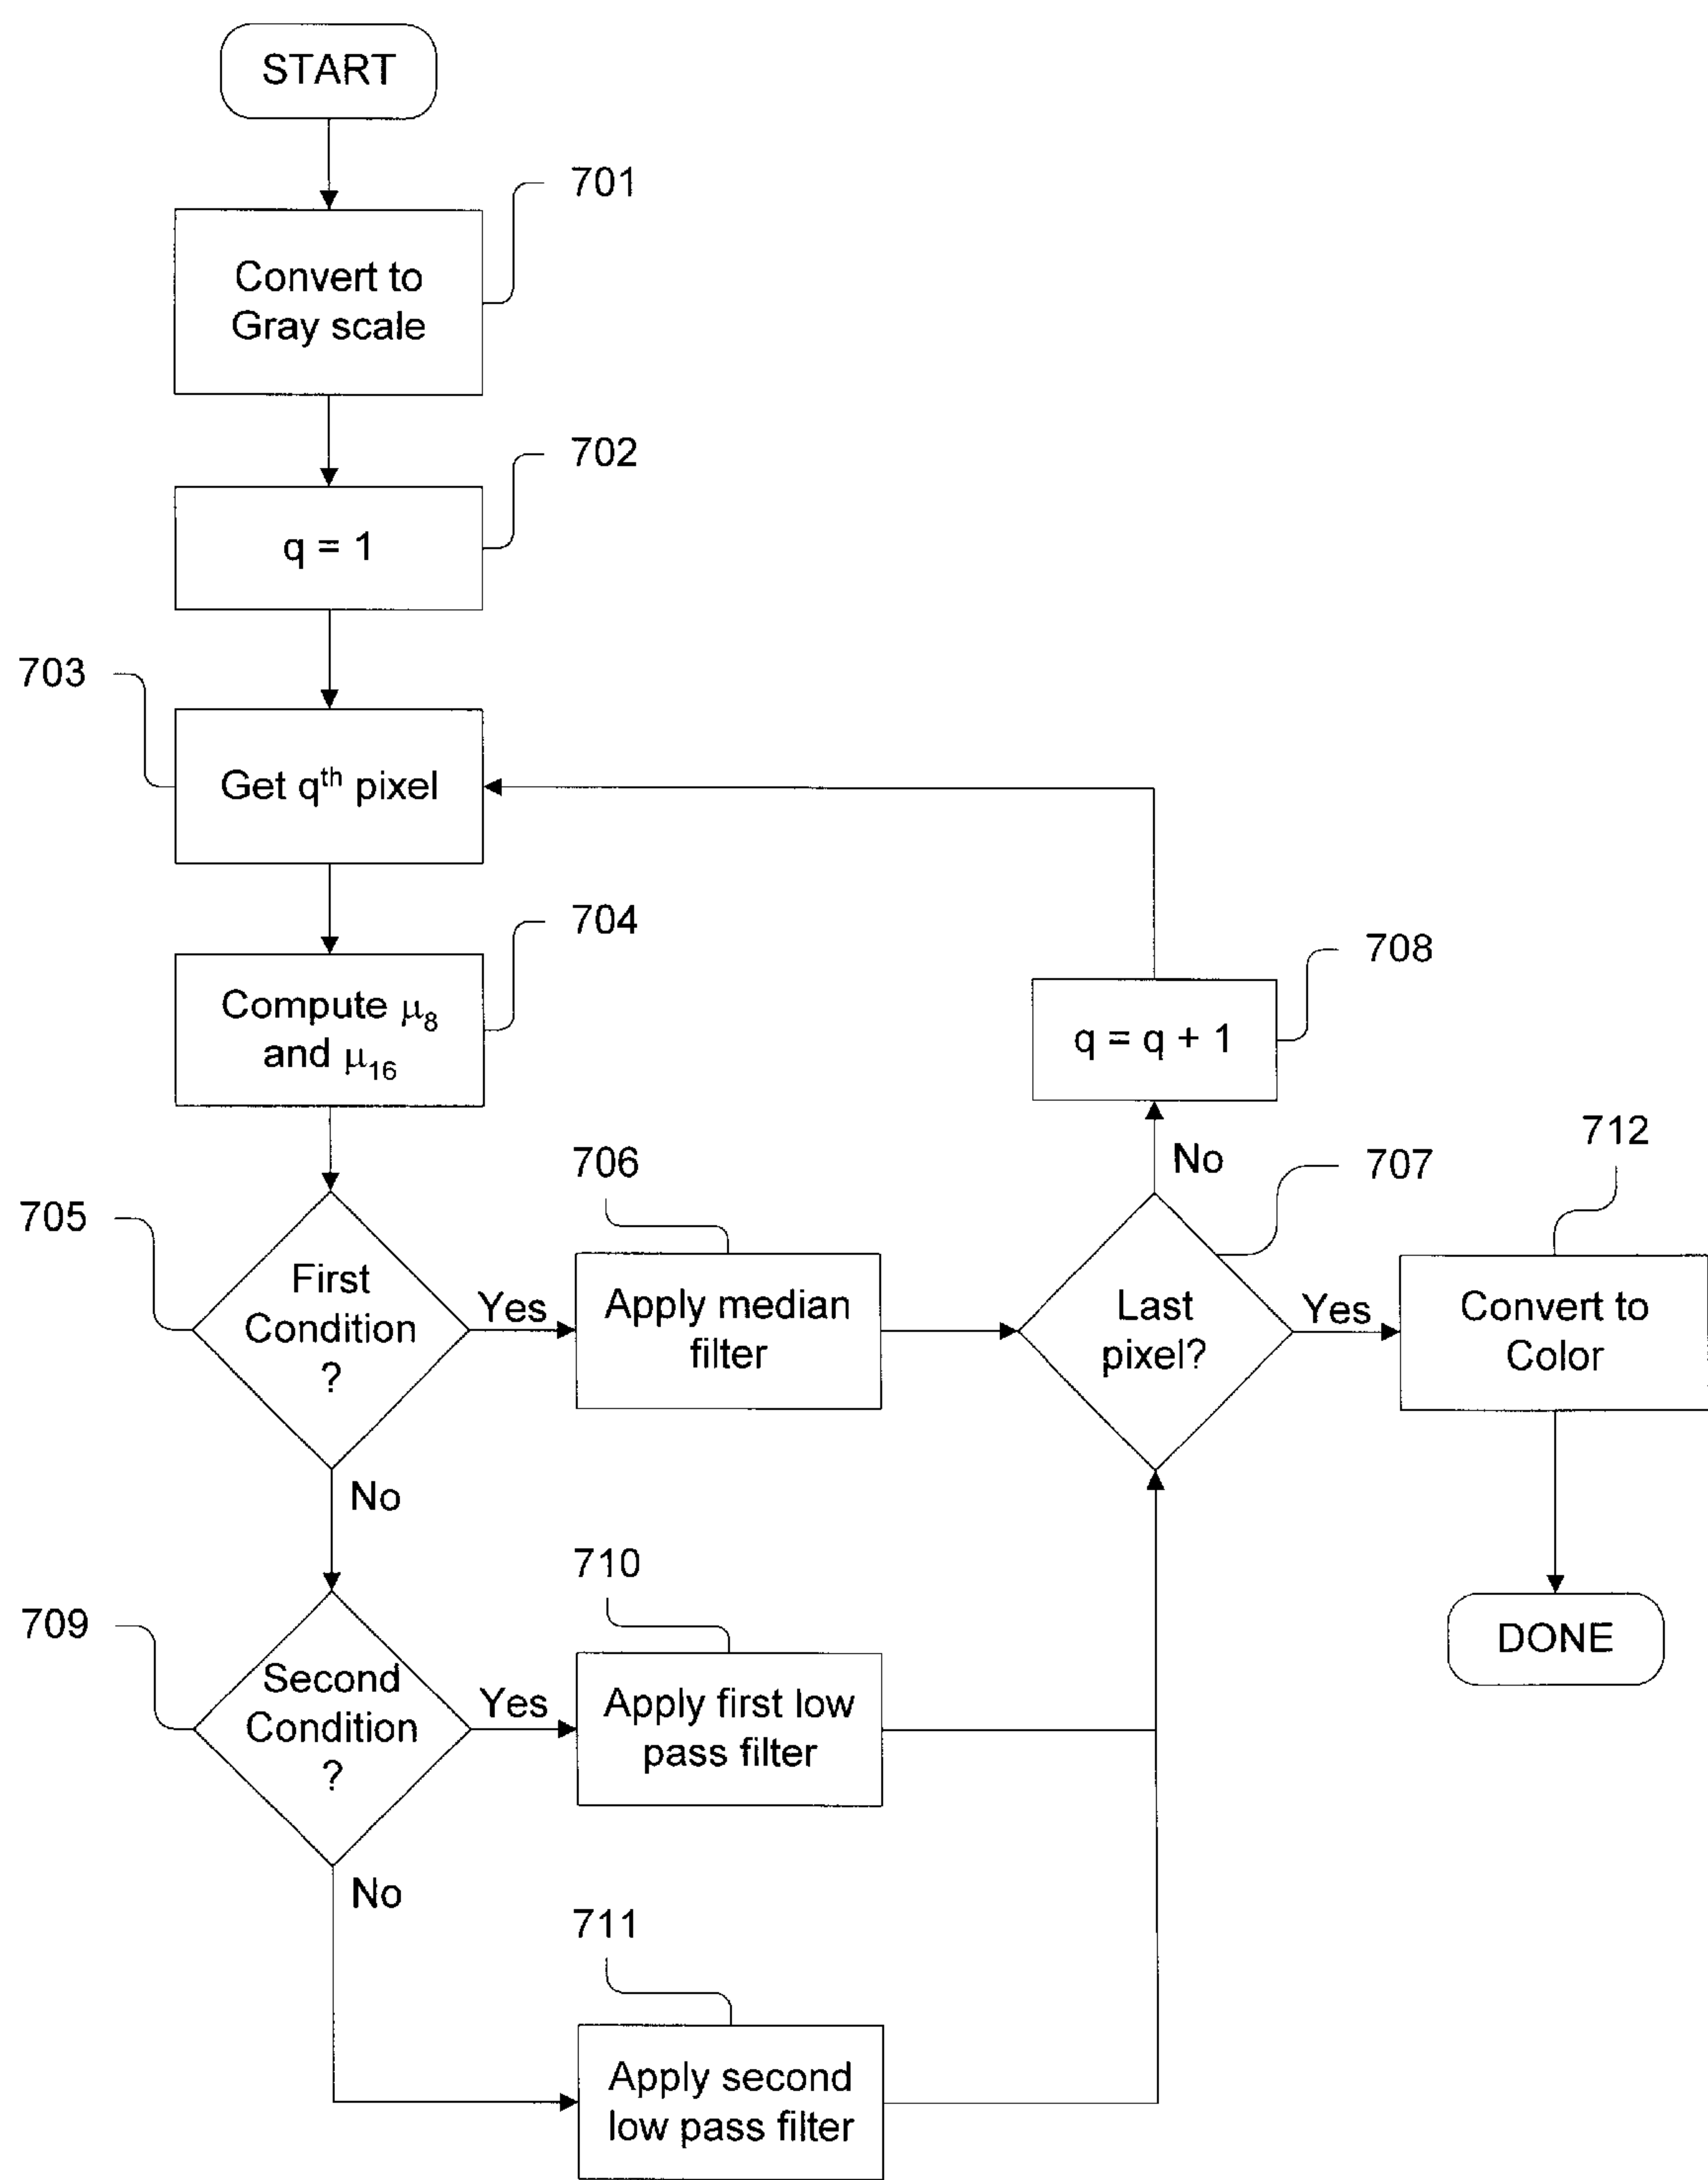 START
701
Convert to
Gray scale
702
q = 1
703
Get qth pixel
704
Compute μ8
and μ16
708
q = q + 1
705
First
Condition
?
Yes
706
Apply median
filter
No
707
Last
pixel?
Yes
712
Convert to
Color
No
709
Second
Condition
?
Yes
710
Apply first low
pass filter
DONE
No
711
Apply second
low pass filter